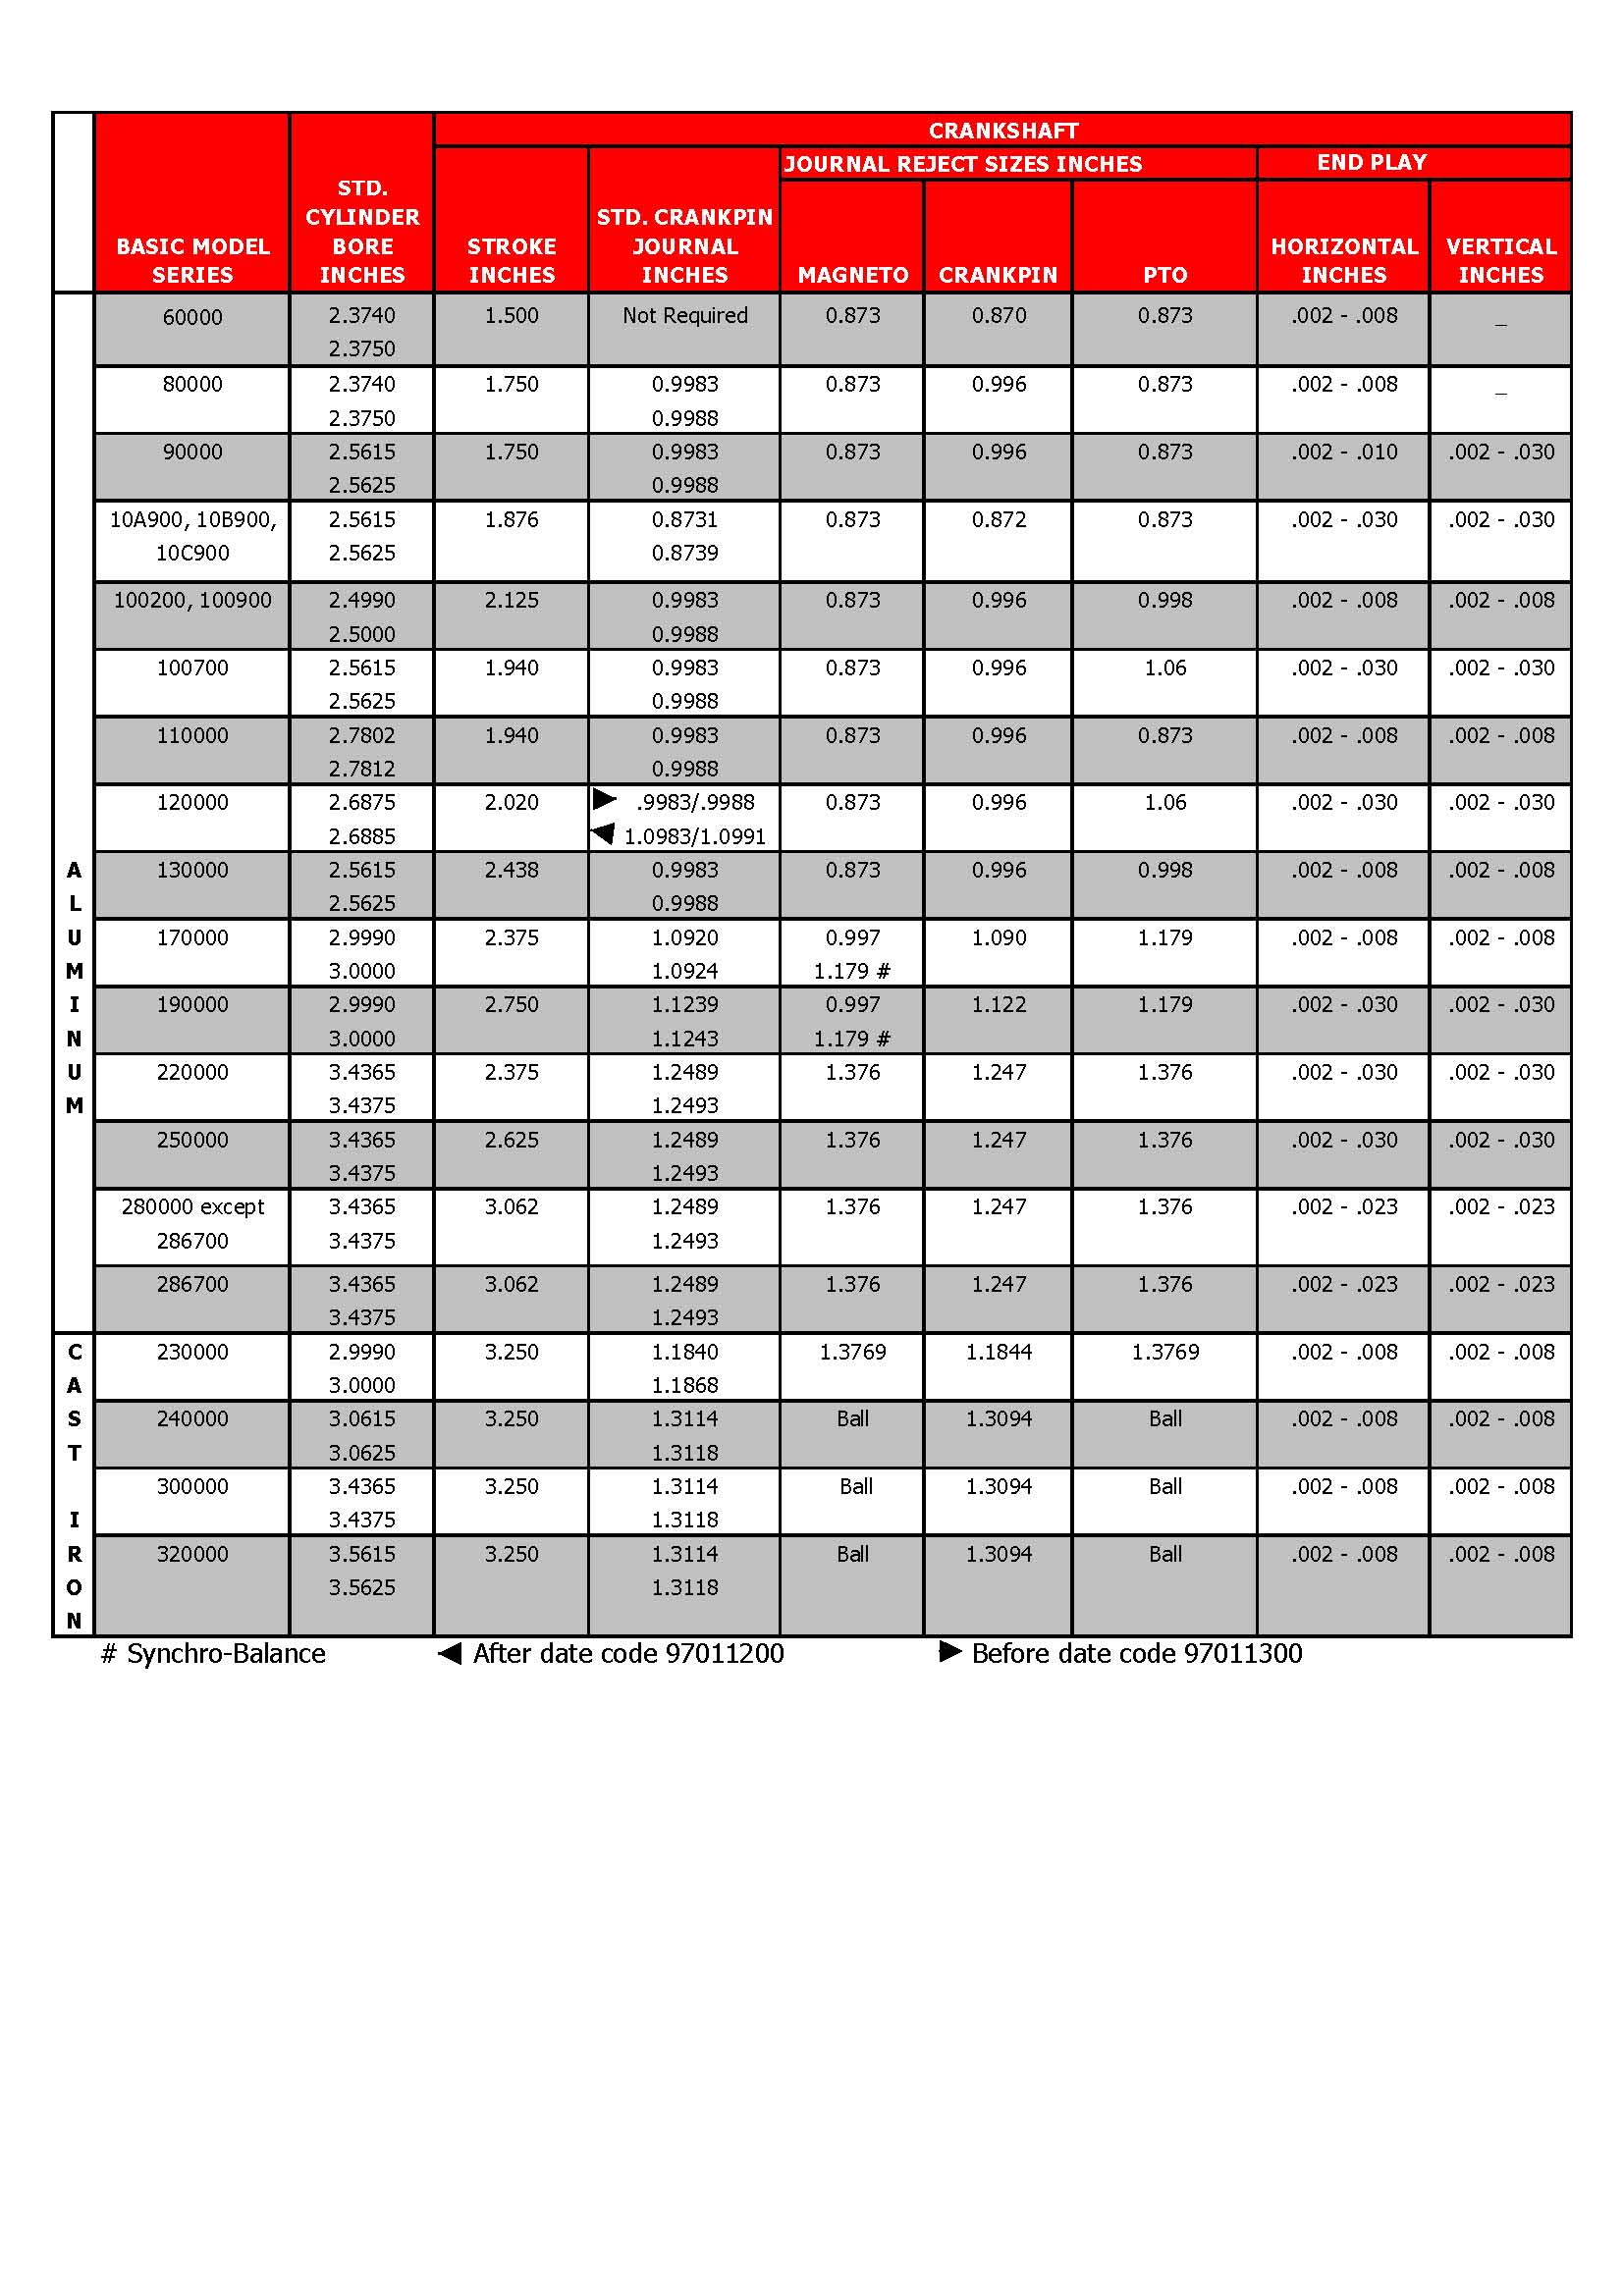 CRANKSHAFT
JOURNAL REJECT SIZES INCHES END PLAY
STD.
CYLINDER STD. CRANKPIN
BASIC MODEL BORE STROKE JOURNAL HORIZONTAL VERTICAL
SERIES INCHES INCHES INCHES MAGNETO CRANKPIN PTO INCHES INCHES
60000 2.3740 1.500 Not Required 0.873 0.870 0.873 .002 - .008 _
2.3750
80000 2.3740 1.750 0.9983 0.873 0.996 0.873 .002 - .008 _
2.3750 0.9988
90000 2.5615 1.750 0.9983 0.873 0.996 0.873 .002 - .010 .002 - .030
2.5625 0.9988
10A900, 10B900, 2.5615 1.876 0.8731 0.873 0.872 0.873 .002 - .030 .002 - .030
10C900 2.5625 0.8739
100200, 100900 2.4990 2.125 0.9983 0.873 0.996 0.998 .002 - .008 .002 - .008
2.5000 0.9988
100700 2.5615 1.940 0.9983 0.873 0.996 1.06 .002 - .030 .002 - .030
2.5625 0.9988
110000 2.7802 1.940 0.9983 0.873 0.996 0.873 .002 - .008 .002 - .008
2.7812 0.9988
120000 2.6875 2.020 ► .9983/.9988 0.873 0.996 1.06 .002 - .030 .002 - .030
2.6885 ◄ 1.0983/1.0991
A 130000 2.5615 2.438 0.9983 0.873 0.996 0.998 .002 - .008 .002 - .008
L 2.5625 0.9988
U 170000 2.9990 2.375 1.0920 0.997 1.090 1.179 .002 - .008 .002 - .008
M 3.0000 1.0924 1.179 #
I 190000 2.9990 2.750 1.1239 0.997 1.122 1.179 .002 - .030 .002 - .030
N 3.0000 1.1243 1.179 #
U 220000 3.4365 2.375 1.2489 1.376 1.247 1.376 .002 - .030 .002 - .030
M 3.4375 1.2493
250000 3.4365 2.625 1.2489 1.376 1.247 1.376 .002 - .030 .002 - .030
3.4375 1.2493
280000 except 3.4365 3.062 1.2489 1.376 1.247 1.376 .002 - .023 .002 - .023
286700 3.4375 1.2493
286700 3.4365 3.062 1.2489 1.376 1.247 1.376 .002 - .023 .002 - .023
3.4375 1.2493
C 230000 2.9990 3.250 1.1840 1.3769 1.1844 1.3769 .002 - .008 .002 - .008
A 3.0000 1.1868
S 240000 3.0615 3.250 1.3114 Ball 1.3094 Ball .002 - .008 .002 - .008
T 3.0625 1.3118
300000 3.4365 3.250 1.3114 Ball 1.3094 Ball .002 - .008 .002 - .008
I 3.4375 1.3118
R 320000 3.5615 3.250 1.3114 Ball 1.3094 Ball .002 - .008 .002 - .008
O 3.5625 1.3118
N
# Synchro-Balance ◄ After date code 97011200 ► Before date code 97011300